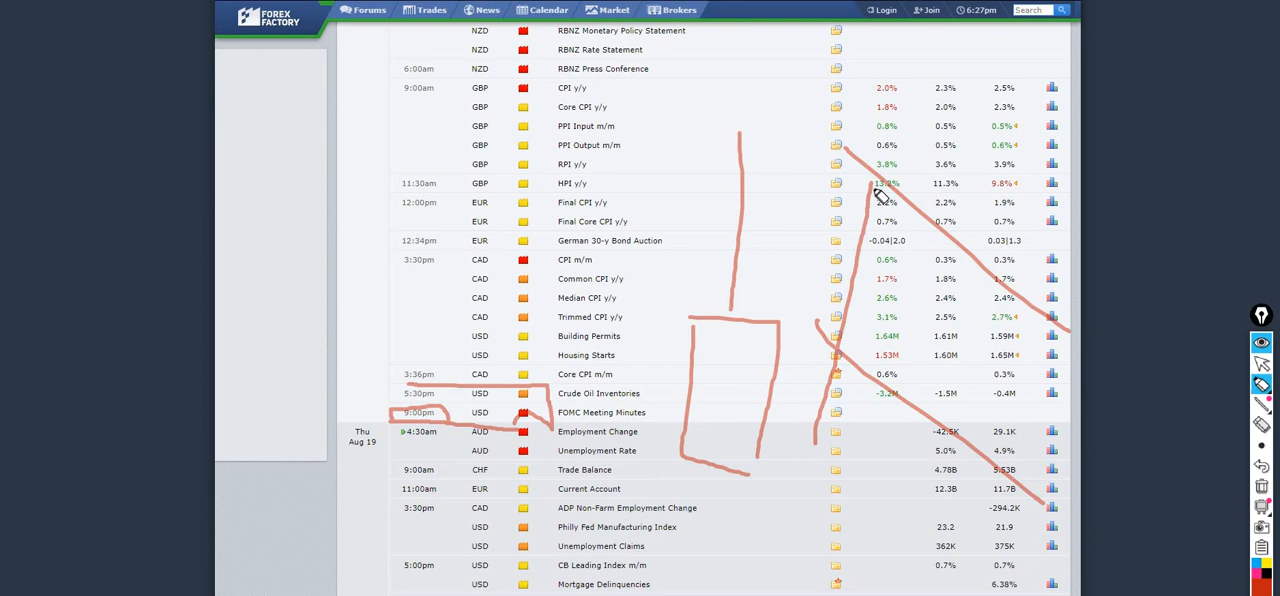 FOREX FACTORY
Forums Trades News Calendar Market Brokers Login Join 6:27pm Search
NZD RBNZ Monetary Policy Statement
NZD RBNZ Rate Statement
6:00am NZD RBNZ Press Conference
9:00am GBP CPI y/y 2.0% 2.3% 2.5%
GBP Core CPI y/y 1.8% 2.0% 2.3%
GBP PPI Input m/m 0.8% 0.5% 0.5%
GBP PPI Output m/m 0.6% 0.5% 0.6%
GBP RPI y/y 3.8% 3.6% 3.9%
11:30am GBP HPI y/y 13.2% 11.3% 9.8%
12:00pm EUR Final CPI y/y 2.2% 2.2% 1.9%
EUR Final Core CPI y/y 0.7% 0.7% 0.7%
12:34pm EUR German 30-y Bond Auction -0.04|2.0 0.03|1.3
3:30pm CAD CPI m/m 0.6% 0.3% 0.3%
CAD Common CPI y/y 1.7% 1.8% 1.7%
CAD Median CPI y/y 2.6% 2.4% 2.4%
CAD Trimmed CPI y/y 3.1% 2.5% 2.7%
USD Building Permits 1.64M 1.61M 1.59M
USD Housing Starts 1.53M 1.60M 1.65M
3:36pm CAD Core CPI m/m 0.6% 0.3%
5:30pm USD Crude Oil Inventories -3.2M -1.5M -0.4M
9:00pm USD FOMC Meeting Minutes
Thu Aug 19 4:30am AUD Employment Change -42.5K 29.1K
AUD Unemployment Rate 5.0% 4.9%
9:00am CHF Trade Balance 4.78B 5.53B
11:00am EUR Current Account 12.3B 11.7B
3:30pm CAD ADP Non-Farm Employment Change -294.2K
USD Philly Fed Manufacturing Index 23.2 21.9
USD Unemployment Claims 362K 375K
5:00pm USD CB Leading Index m/m 0.7% 0.7%
USD Mortgage Delinquencies 6.38%